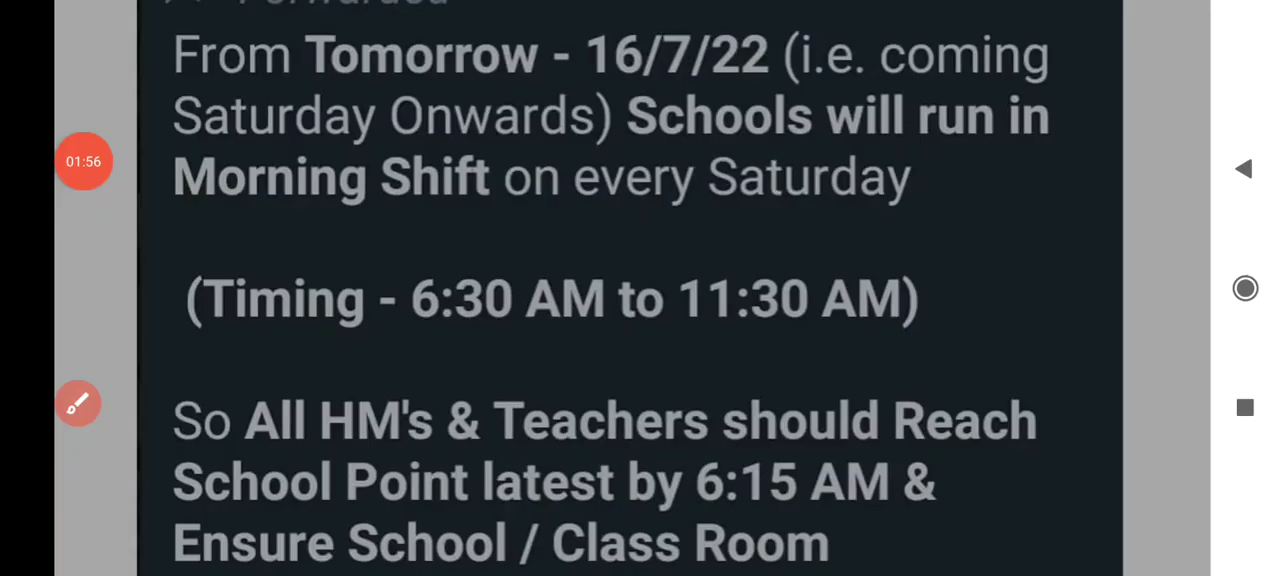 Forwarded
From Tomorrow - 16/7/22 (i.e. coming
Saturday Onwards) Schools will run in
Morning Shift on every Saturday
(Timing - 6:30 AM to 11:30 AM)
So All HM's & Teachers should Reach
School Point latest by 6:15 AM &
Ensure School / Class Room
01:56